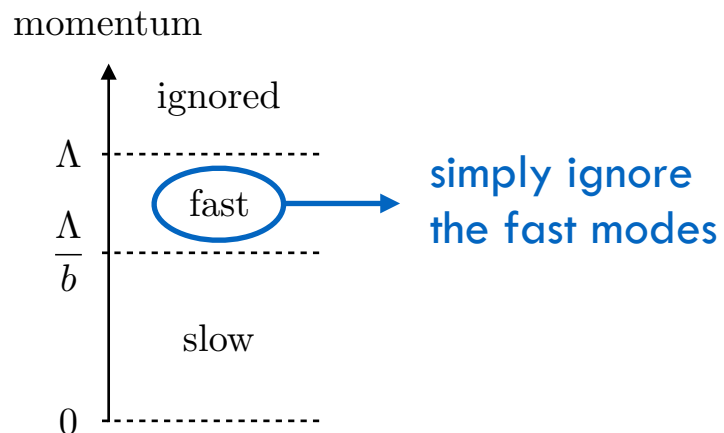 momentum
ignored
Λ
fast
simply ignore
the fast modes
Λ
b
slow
0